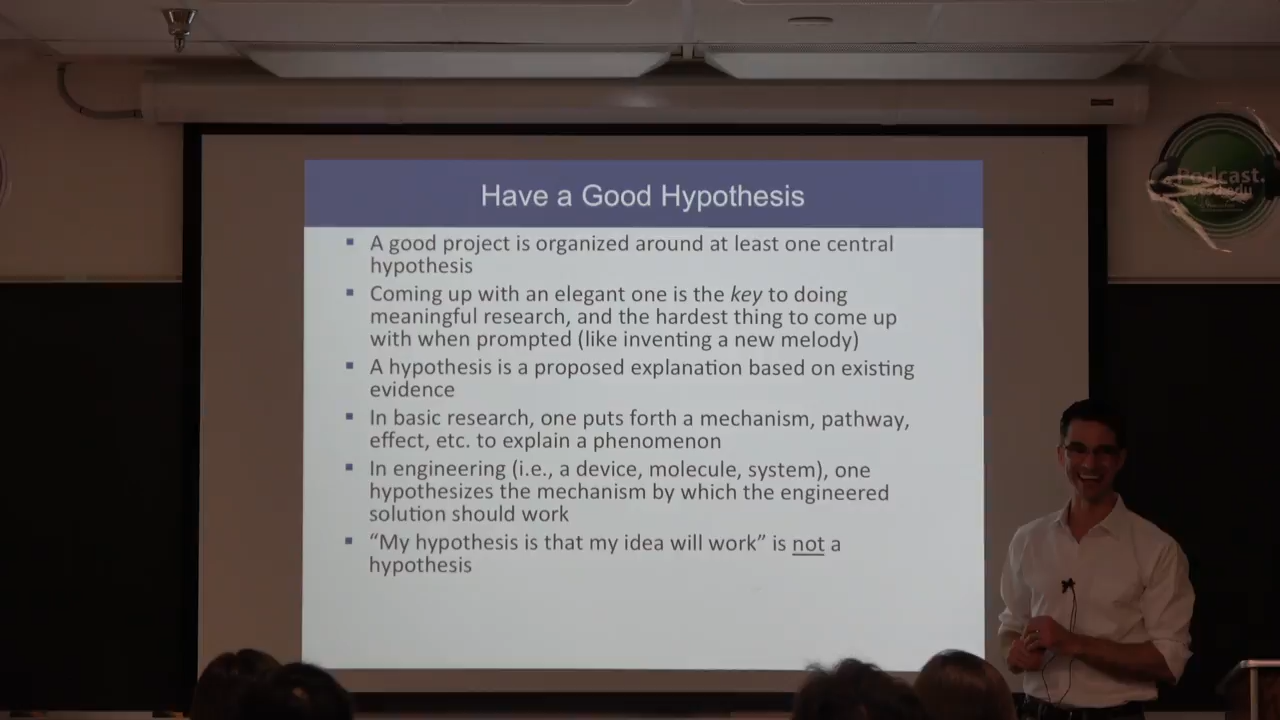 Have a Good Hypothesis
A good project is organized around at least one central
hypothesis
Coming up with an elegant one is the key to doing
meaningful research, and the hardest thing to come up
with when prompted (like inventing a new melody)
A hypothesis is a proposed explanation based on existing
evidence
In basic research, one puts forth a mechanism, pathway,
effect, etc. to explain a phenomenon
In engineering (i.e., a device, molecule, system), one
hypothesizes the mechanism by which the engineered
solution should work
“My hypothesis is that my idea will work” is not a
hypothesis
Podcast.